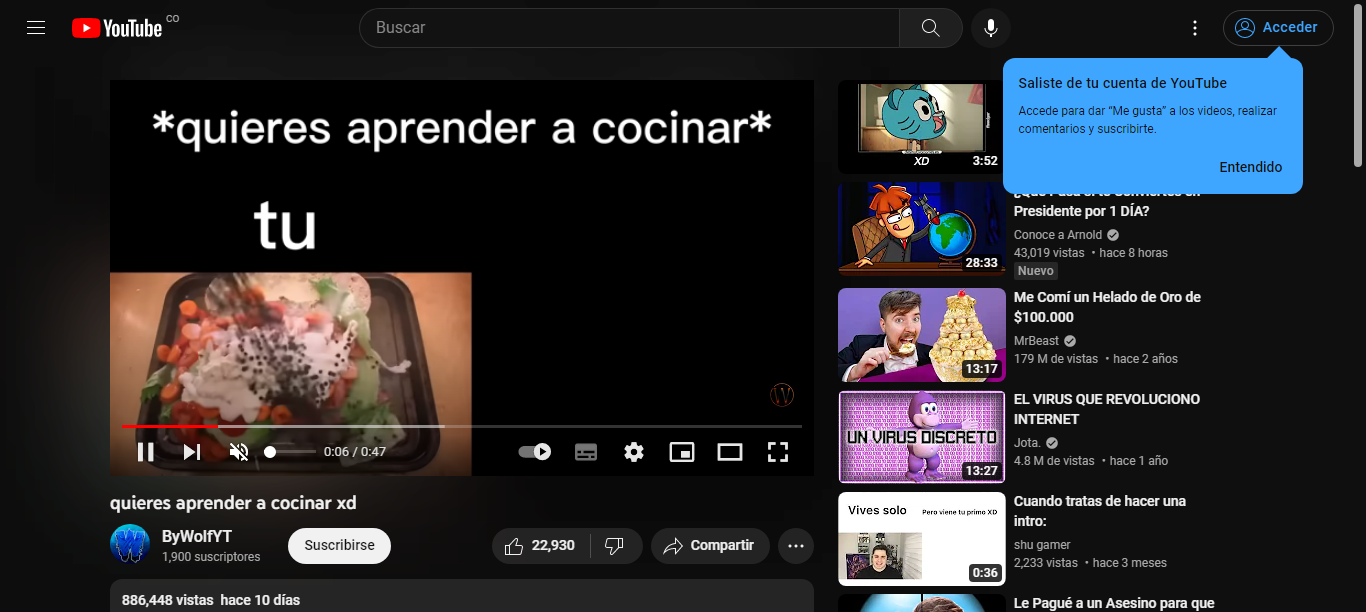 YouTube CO
Buscar
Acceder
Saliste de tu cuenta de YouTube
Accede para dar “Me gusta” a los videos, realizar
comentarios y suscribirte.
Entendido
*quieres aprender a cocinar*
tu
0:06 / 0:47
quieres aprender a cocinar xd
ByWolfYT
1,900 suscriptores
Suscribirse
22,930
Compartir
886,448 vistas hace 10 días
XD
3:52
Presidente por 1 DÍA?
Conoce a Arnold
43,019 vistas • hace 8 horas
Nuevo
28:33
Me Comí un Helado de Oro de
$100.000
MrBeast
179 M de vistas • hace 2 años
13:17
EL VIRUS QUE REVOLUCIONO
INTERNET
Jota.
4.8 M de vistas • hace 1 año
UN VIRUS DISCRETO
13:27
Cuando tratas de hacer una
intro:
shu gamer
2,233 vistas • hace 3 meses
Vives solo
Pero viene tu primo XD
0:36
Le Pagué a un Asesino para que